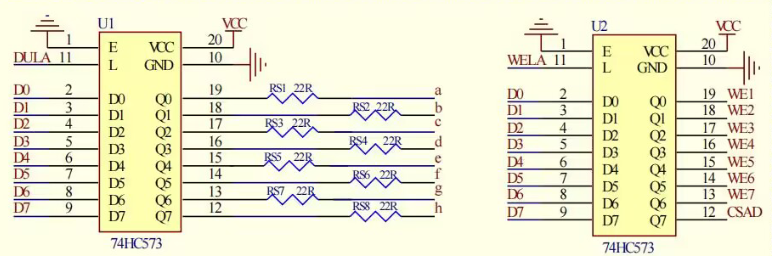 U1
VCC
1 E VCC 20
DULA 11 L GND 10
D0 2 D0 Q0 19 RS1 22R a
D1 3 D1 Q1 18 RS2 22R b
D2 4 D2 Q2 17 RS3 22R c
D3 5 D3 Q3 16 RS4 22R d
D4 6 D4 Q4 15 RS5 22R e
D5 7 D5 Q5 14 RS6 22R f
D6 8 D6 Q6 13 RS7 22R g
D7 9 D7 Q7 12 RS8 22R h
74HC573
U2
VCC
1 E VCC 20
WELA 11 L GND 10
D0 2 D0 Q0 19 WE1
D1 3 D1 Q1 18 WE2
D2 4 D2 Q2 17 WE3
D3 5 D3 Q3 16 WE4
D4 6 D4 Q4 15 WE5
D5 7 D5 Q5 14 WE6
D6 8 D6 Q6 13 WE7
D7 9 D7 Q7 12 CSAD
74HC573